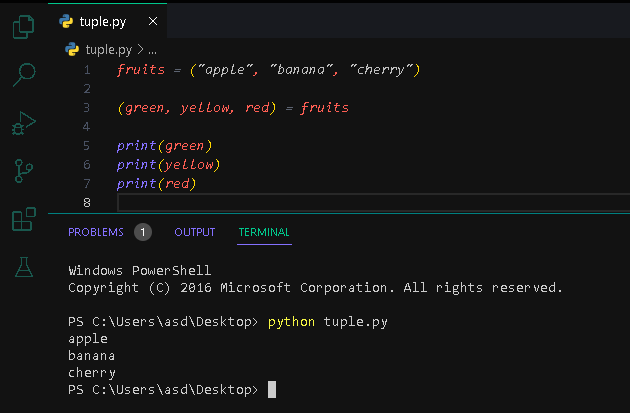 tuple.py
tuple.py > ...
1 fruits = ("apple", "banana", "cherry")
2
3 (green, yellow, red) = fruits
4
5 print(green)
6 print(yellow)
7 print(red)
8
PROBLEMS 1 OUTPUT TERMINAL
Windows PowerShell
Copyright (C) 2016 Microsoft Corporation. All rights reserved.
PS C:\Users\asd\Desktop> python tuple.py
apple
banana
cherry
PS C:\Users\asd\Desktop>